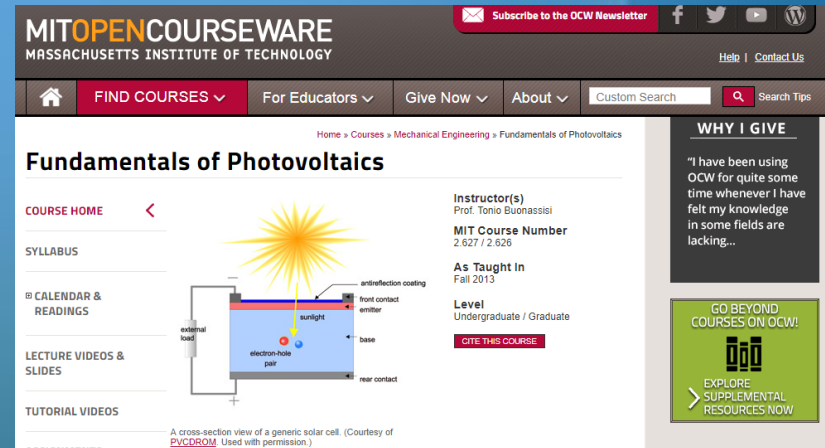 MITOPENCOURSEWARE
MASSACHUSETTS INSTITUTE OF TECHNOLOGY
Subscribe to the OCW Newsletter
Help | Contact Us
FIND COURSES
For Educators
Give Now
About
Custom Search
Search Tips
Home » Courses » Mechanical Engineering » Fundamentals of Photovoltaics
Fundamentals of Photovoltaics
COURSE HOME
SYLLABUS
CALENDAR &
READINGS
LECTURE VIDEOS &
SLIDES
TUTORIAL VIDEOS
antireflection coating
front contact
emitter
sunlight
external
load
base
electron-hole
pair
rear contact
A cross-section view of a generic solar cell. (Courtesy of
PVCDROM. Used with permission.)
Instructor(s)
Prof. Tonio Buonassisi
MIT Course Number
2.627 / 2.626
As Taught In
Fall 2013
Level
Undergraduate / Graduate
CITE THIS COURSE
WHY I GIVE
“I have been using
OCW for quite some
time whenever I have
felt my knowledge
in some fields are
lacking...
GO BEYOND
COURSES ON OCW!
EXPLORE
SUPPLEMENTAL
RESOURCES NOW